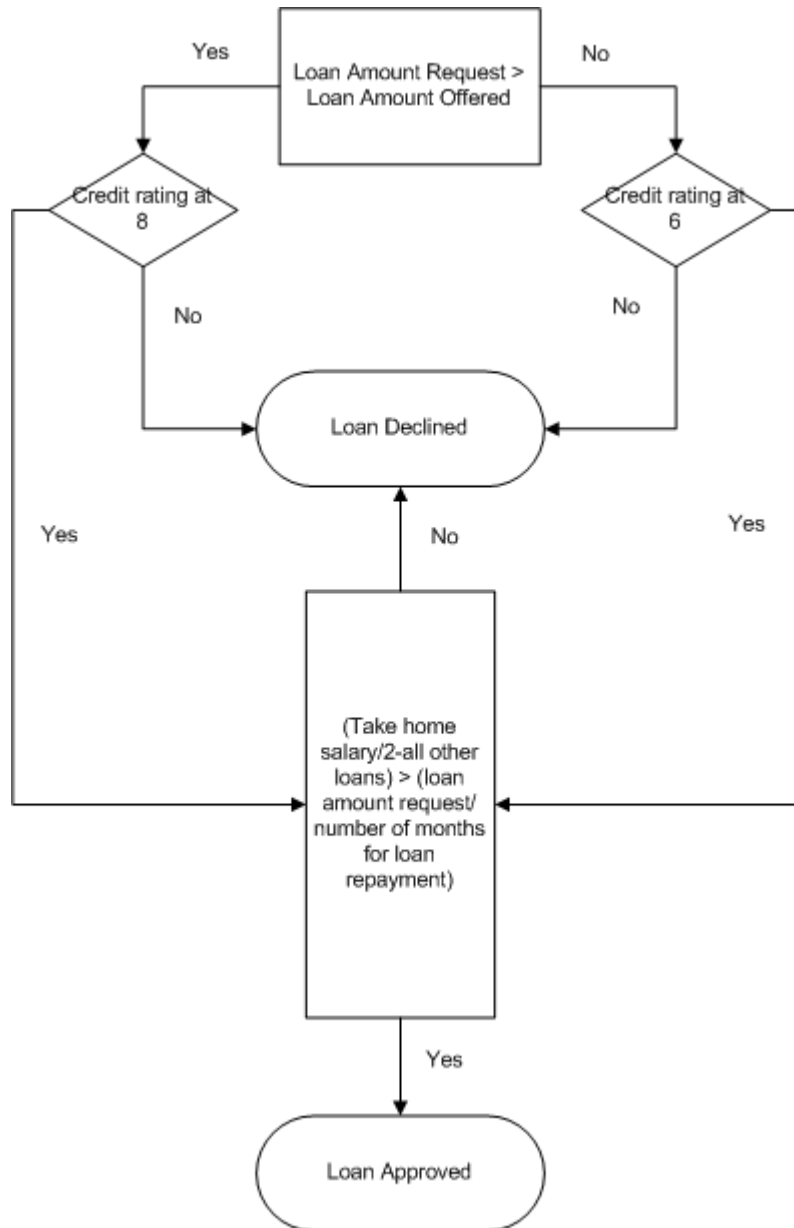 Yes
Loan Amount Request >
Loan Amount Offered
No
Credit rating at
8
Credit rating at
6
No
No
Loan Declined
Yes
No
Yes
(Take home
salary/2-all other
loans) > (loan
amount request/
number of months
for loan
repayment)
Yes
Loan Approved